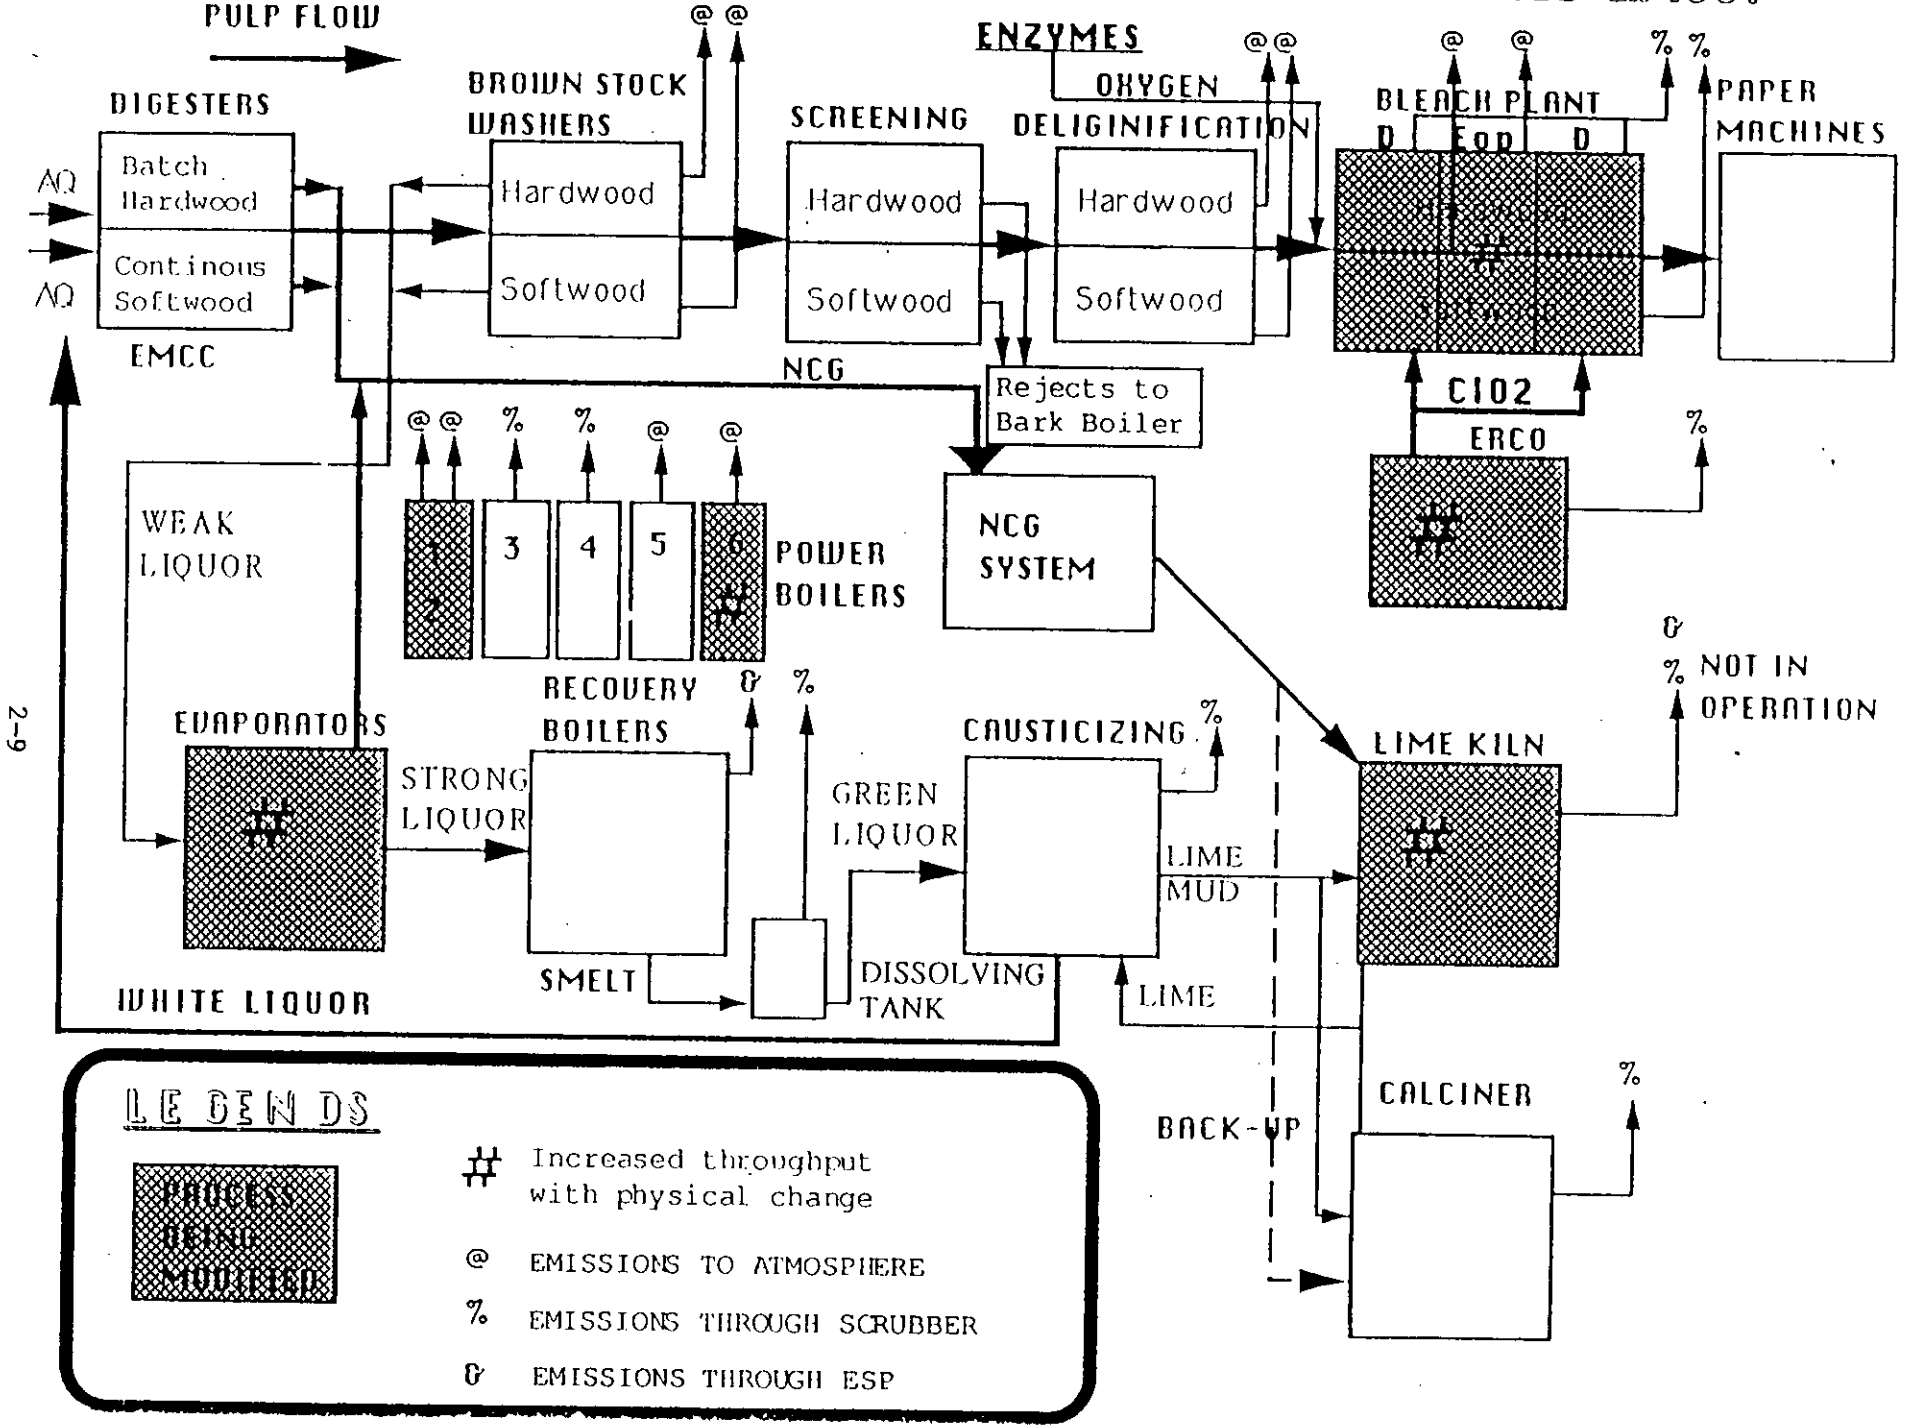 PULP FLOW
@ @
ENZYMES
@ @
@ @
% %
DIGESTERS
BROWN STOCK
WASHERS
SCREENING
OXYGEN
DELIGINIFICATION
BLEACH PLANT
D Eop D
PAPER
MACHINES
AQ
AQ
Batch
Hardwood
Continous
Softwood
EMCC
Hardwood
Softwood
Hardwood
Softwood
Hardwood
Softwood
#
NCG
Rejects to
Bark Boiler
ClO2
ERCO
%
#
@ @ % % @ @
WEAK
LIQUOR
1
2
3
4
5
6
#
POWER
BOILERS
NCG
SYSTEM
&
% NOT IN
OPERATION
2-9
EVAPORATORS
#
STRONG
LIQUOR
RECOVERY
BOILERS
& %
GREEN
LIQUOR
CAUSTICIZING
%
LIME KILN
#
LIME
MUD
SMELT
DISSOLVING
TANK
LIME
WHITE LIQUOR
CALCINER
%
BACK-UP
LEGENDS
PROCESS
BEING
MODIFIED
# Increased throughput
with physical change
@ EMISSIONS TO ATMOSPHERE
% EMISSIONS THROUGH SCRUBBER
& EMISSIONS THROUGH ESP